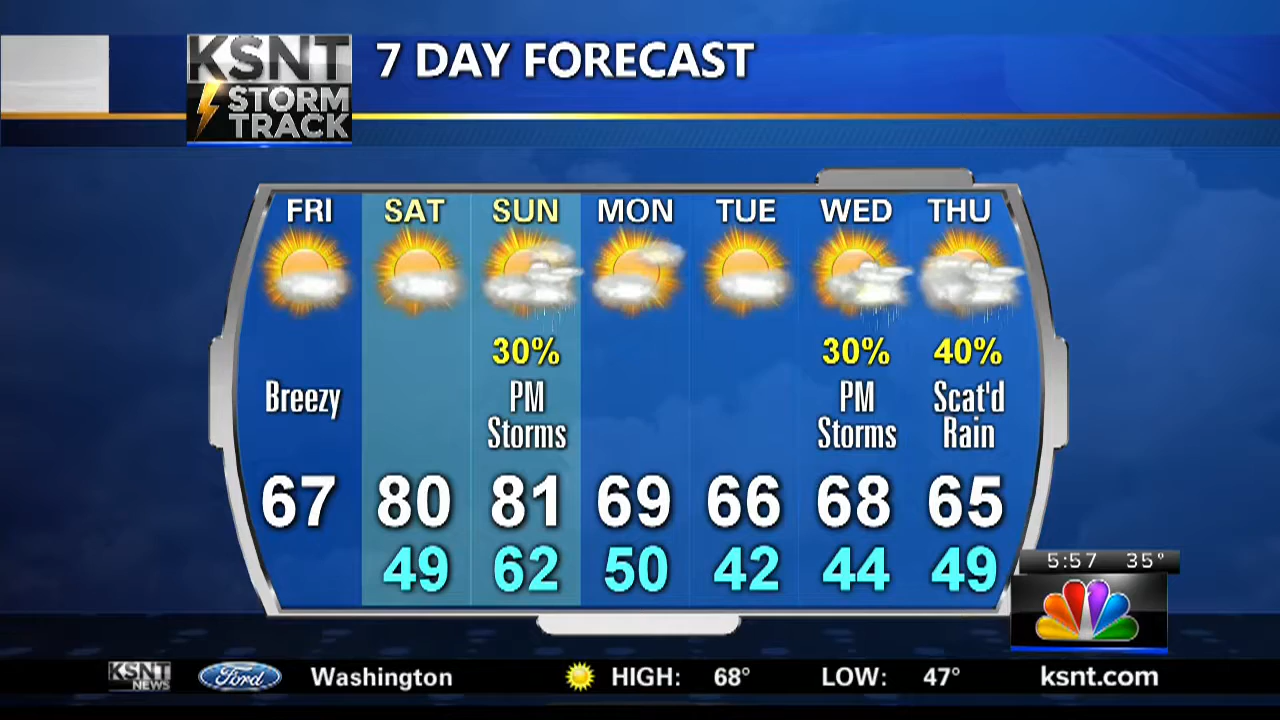 KSNT
STORM
TRACK
7 DAY FORECAST
FRI SAT SUN MON TUE WED THU
30% 30% 40%
Breezy PM PM Scat'd
Storms Storms Rain
67 80 81 69 66 68 65
49 62 50 42 44 49
5:57 35°
KSNT
NEWS
Ford Washington HIGH: 68° LOW: 47° ksnt.com